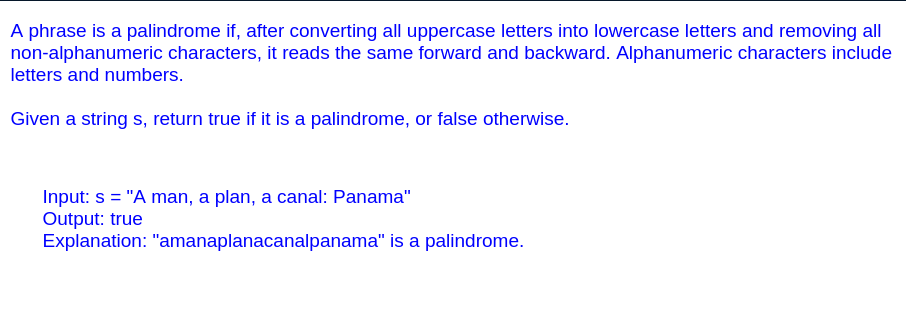 A phrase is a palindrome if, after converting all uppercase letters into lowercase letters and removing all
non-alphanumeric characters, it reads the same forward and backward. Alphanumeric characters include
letters and numbers.
Given a string s, return true if it is a palindrome, or false otherwise.
Input: s = "A man, a plan, a canal: Panama"
Output: true
Explanation: "amanaplanacanalpanama" is a palindrome.